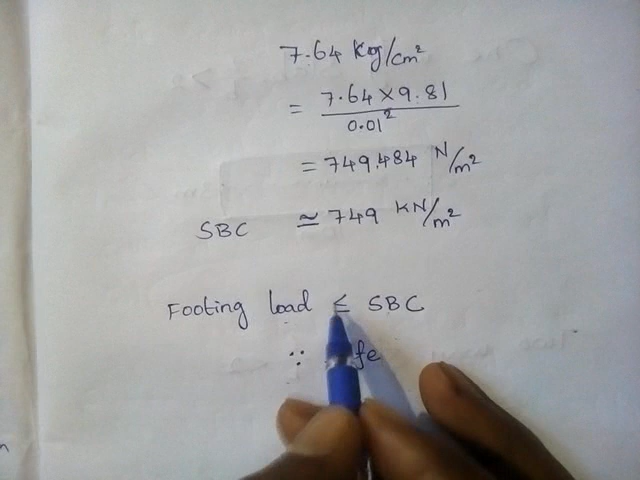 7.64 Kg/cm²
= 7.64 × 9.81 / 0.01²
= 749.484 N/m²
SBC ≃ 749 KN/m²
Footing load ≤ SBC
∵